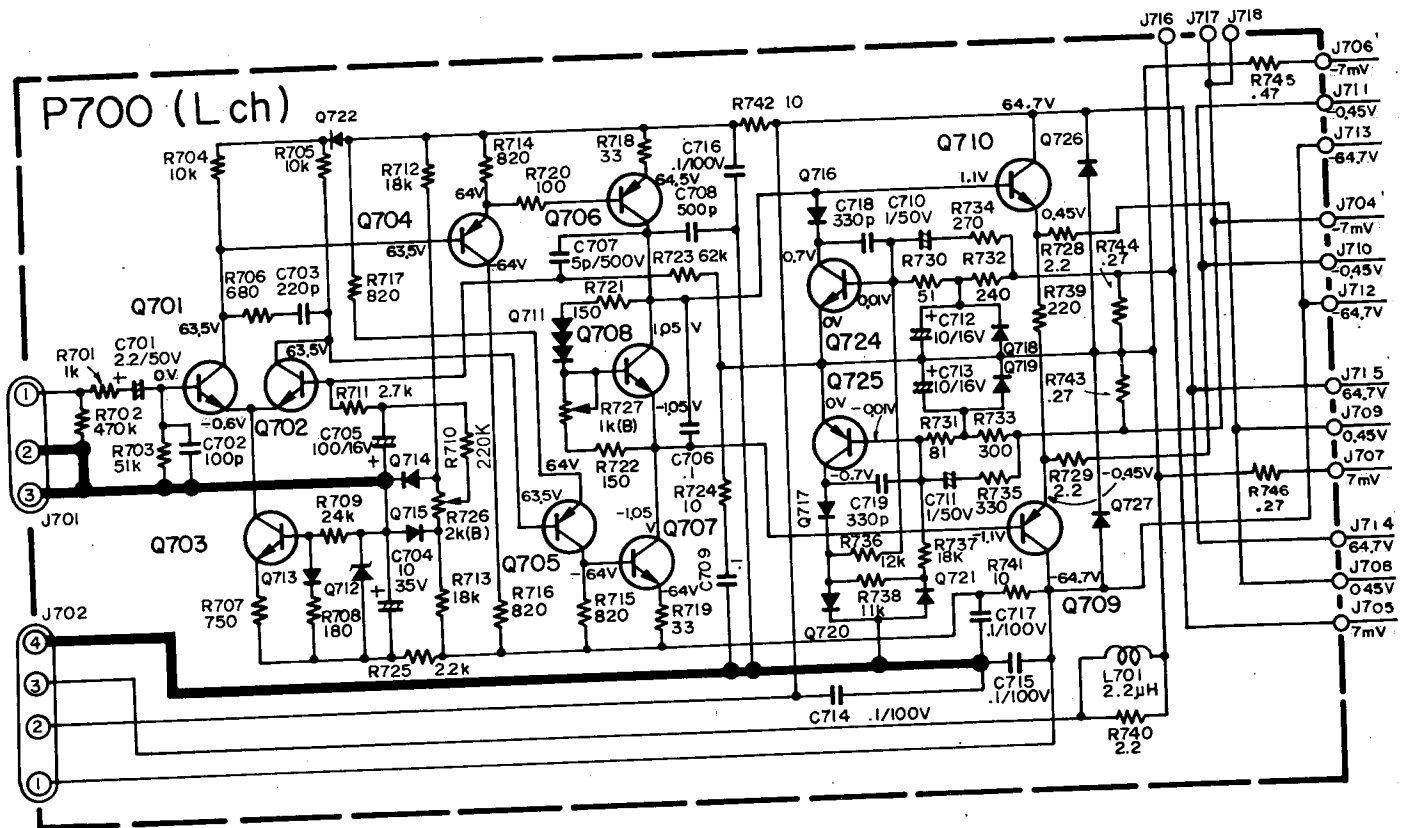 J716
J717
J718
J706'
-7mV
R745
.47
J711
-0.45V
J713
-64.7V
P700 (Lch)
Q722
R742 10
64.7V
Q710
Q726
R704
10k
R705
10k
R712
18k
R714
820
R718
33
C716
.1/100V
Q716
1.1V
64V
R720
100
64.5V
C708
500p
Q704
Q706
C718
330p
C710
1/50V
R734
270
0.45V
J704'
-7mV
63.5V
-64V
C707
5p/500V
R723 62k
0.7V
R730
51
R732
240
R728
2.2
R744
.27
J710
-0.45V
R706
680
C703
220p
R717
820
0.01V
R739
220
J712
-64.7V
Q701
63.5V
R721
150
Q711
Q708
1.05 V
0V
Q724
C712
10/16V
Q718
Q719
R701
1k
C701
2.2/50V
0.V
63.5V
Q725
0V
C713
10/16V
R743
.27
J715
64.7V
1
R702
470k
R711 2.7k
R727
1k(B)
-1.05 V
-0.01V
R731
81
R733
300
J709
0.45V
-0.6V
Q702
C705
100/16V
R710
220K
2
R703
51k
C702
100p
R722
150
C706
.1
-0.7V
R729
2.2
-0.45V
J707
7mV
3
Q714
64V
R724
10
Q717
C719
330p
C711
1/50V
R735
330
Q727
R746
.27
J701
R709
24k
Q715
R726
2k(B)
63.5V
-1.05
V
Q707
R736
12k
R737
18K
-1.1V
J714
64.7V
Q703
Q705
C704
10
35V
C709
.1
Q713
Q712
-64V
-64V
R738
11k
Q721
R741
10
-64.7V
Q709
J708
0.45V
J702
R707
750
R708
180
R713
18k
R716
820
R715
820
R719
33
Q720
C717
.1/100V
J705
7mV
4
R725 2.2k
C715
.1/100V
L701
2.2µH
3
C714 .1/100V
2
R740
2.2
1